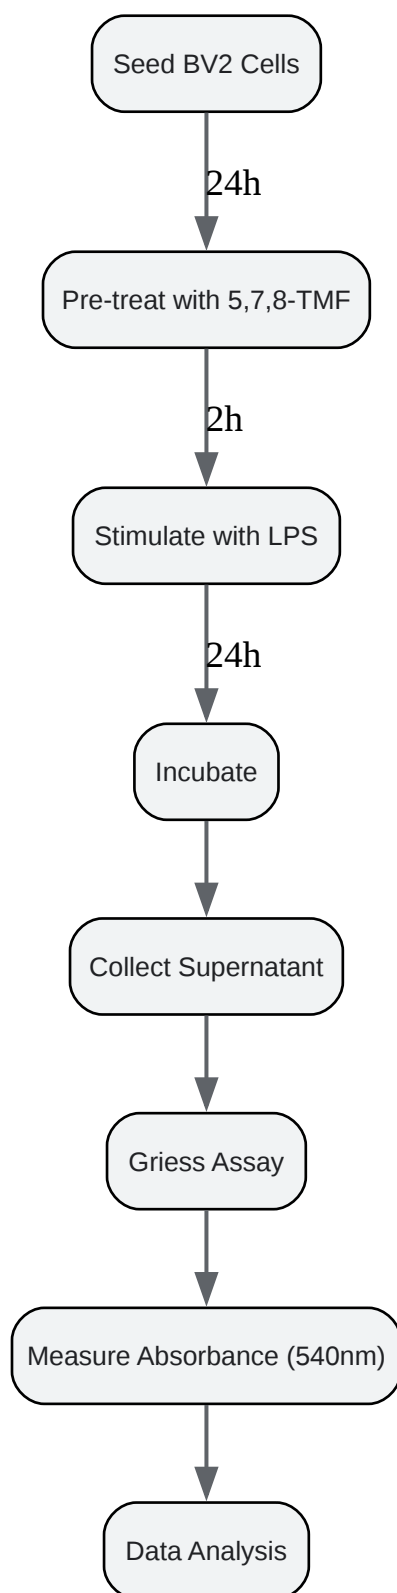 Seed BV2 Cells
24h
Pre-treat with 5,7,8-TMF
2h
Stimulate with LPS
24h
Incubate
Collect Supernatant
Griess Assay
Measure Absorbance (540nm)
Data Analysis